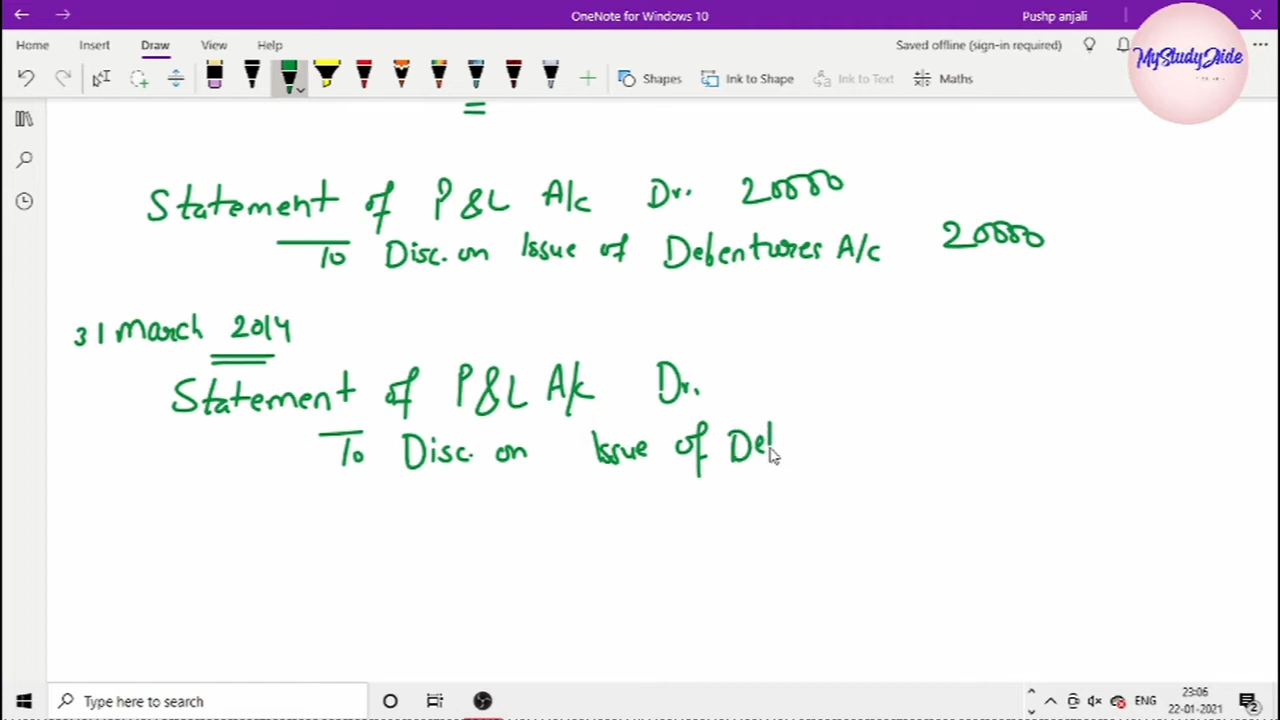 OneNote for Windows 10
Pushp anjali
Home Insert Draw View Help
Saved offline (sign-in required)
MyStudyAide
Shapes Ink to Shape Ink to Text Maths
=
Statement of P&L A/c Dr. 20000
To Disc. on Issue of Debentures A/c 20000
31 March 2014
Statement of P&L A/c Dr.
To Disc. on Issue of Deb
Type here to search
ENG
23:06
22-01-2021
2